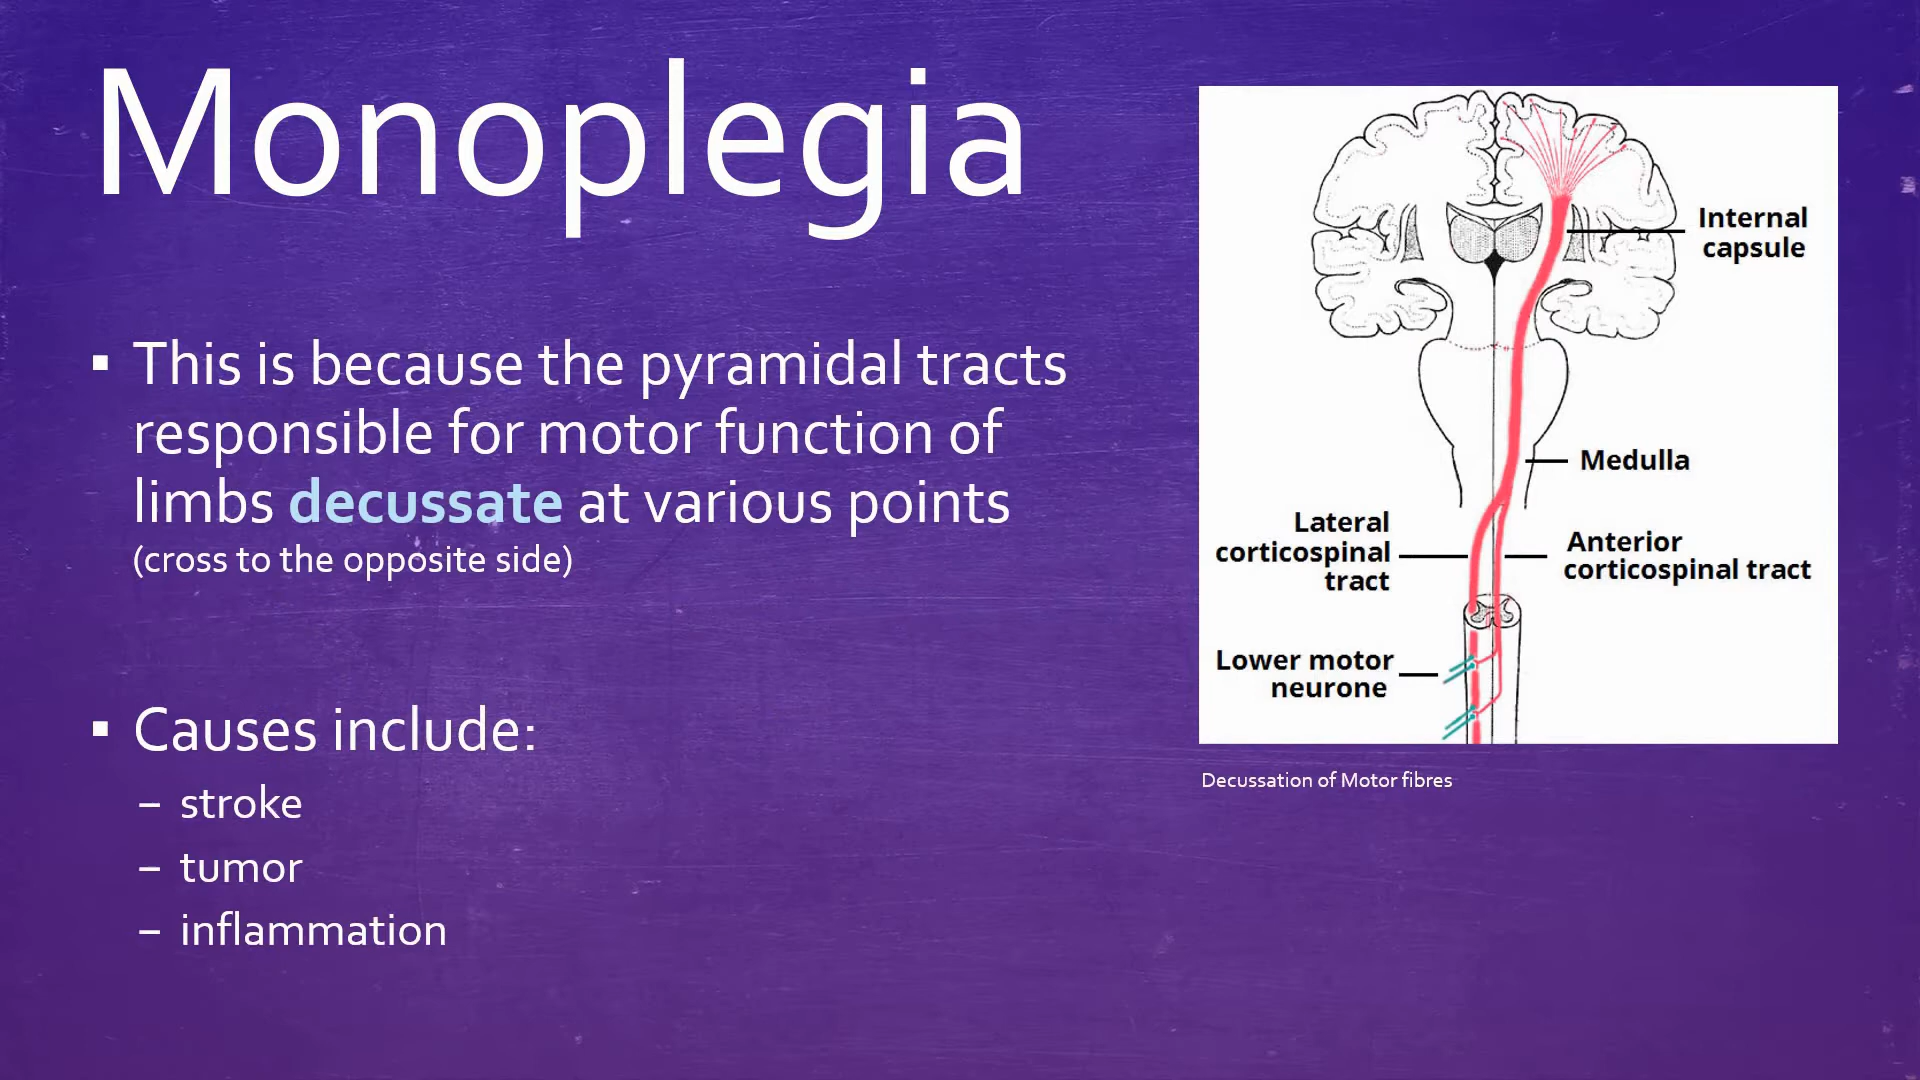 Monoplegia
▪ This is because the pyramidal tracts
responsible for motor function of
limbs decussate at various points
(cross to the opposite side)
▪ Causes include:
– stroke
– tumor
– inflammation
Internal
capsule
Medulla
Lateral
corticospinal
tract
Anterior
corticospinal tract
Lower motor
neurone
Decussation of Motor fibres